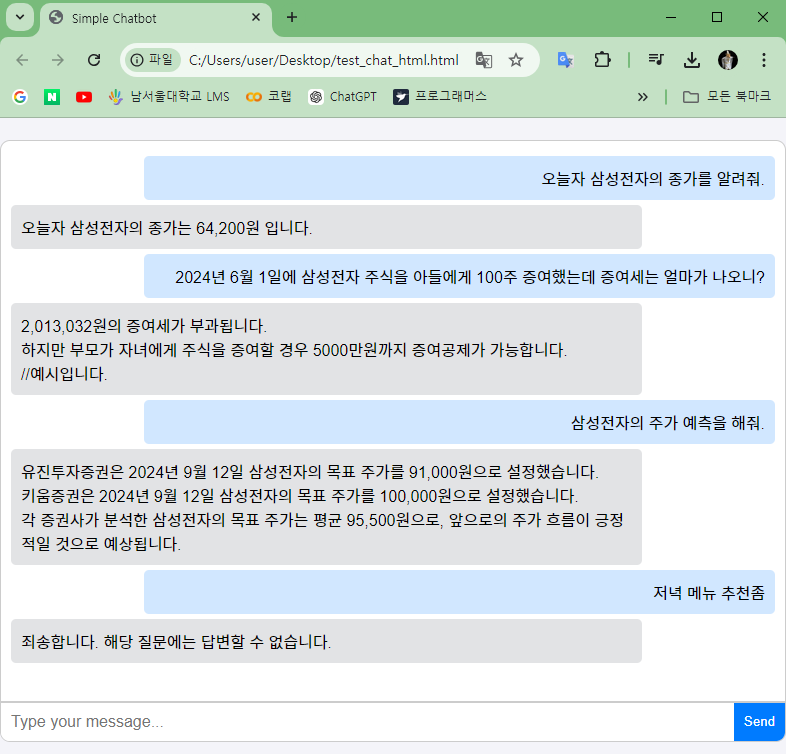 Simple Chatbot
파일 C:/Users/user/Desktop/test_chat_html.html
남서울대학교 LMS 코랩 ChatGPT 프로그래머스 » 모든 북마크
오늘자 삼성전자의 종가를 알려줘.
오늘자 삼성전자의 종가는 64,200원 입니다.
2024년 6월 1일에 삼성전자 주식을 아들에게 100주 증여했는데 증여세는 얼마가 나오니?
2,013,032원의 증여세가 부과됩니다.
하지만 부모가 자녀에게 주식을 증여할 경우 5000만원까지 증여공제가 가능합니다.
//예시입니다.
삼성전자의 주가 예측을 해줘.
유진투자증권은 2024년 9월 12일 삼성전자의 목표 주가를 91,000원으로 설정했습니다.
키움증권은 2024년 9월 12일 삼성전자의 목표 주가를 100,000원으로 설정했습니다.
각 증권사가 분석한 삼성전자의 목표 주가는 평균 95,500원으로, 앞으로의 주가 흐름이 긍정
적일 것으로 예상됩니다.
저녁 메뉴 추천좀
죄송합니다. 해당 질문에는 답변할 수 없습니다.
Type your message...
Send